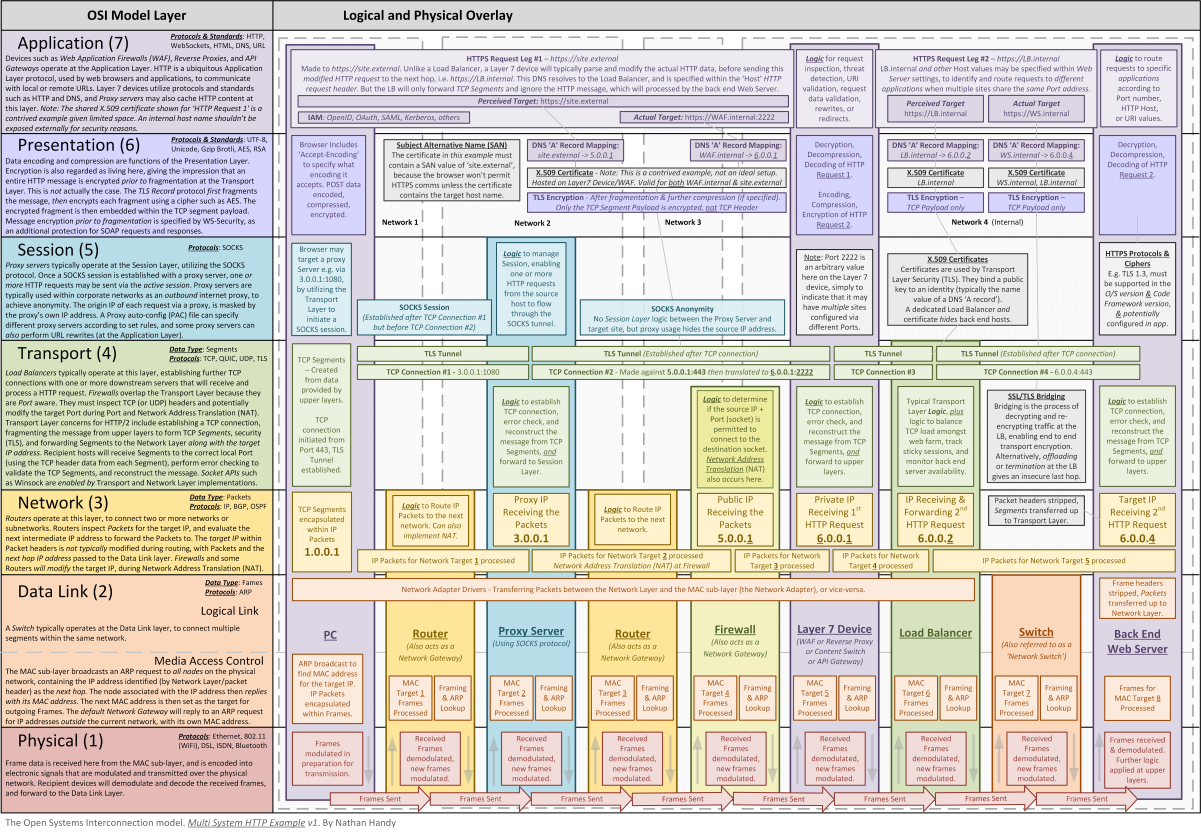 OSI Model Layer
Logical and Physical Overlay
Application (7)
Protocols & Standards: HTTP,
WebSockets, HTML, DNS, URL
Devices such as Web Application Firewalls (WAF), Reverse Proxies, and API
Gateways operate at the Application Layer. HTTP is a ubiquitous Application
Layer protocol, used by web browsers and applications, to communicate
with local or remote URLs. Layer 7 devices utilize protocols and standards
such as HTTP and DNS, and Proxy servers may also cache HTTP content at
this layer. Note: The shared X.509 certificate shown for 'HTTP Request 1' is a
contrived example given limited space. An internal host name shouldn't be
exposed externally for security reasons.
HTTPS Request Leg #1 – https://site.external
Made to https://site.external. Unlike a Load Balancer, a Layer 7 device will typically parse and modify the actual HTTP data, before sending this
modified HTTP request to the next hop, i.e. https://LB.internal. This DNS resolves to the Load Balancer, and is specified within the 'Host' HTTP
request header. But the LB will only forward TCP Segments and ignore the HTTP message, which will be processed by the back end Web Server.
Perceived Target: https://site.external
IAM: OpenID, OAuth, SAML, Kerberos, others
Actual Target: https://WAF.internal:2222
Logic for
request
inspection,
threat
detection, URI
validation,
request data
validation,
rewrites, or
redirects.
HTTPS Request Leg #2 – https://LB.internal
LB.internal and other Host values may be specified within Web
Server settings, to identify and route requests to different
applications when multiple sites share the same Port address.
Perceived Target
https://LB.internal
Actual Target
https://WS.internal
Logic to route
requests to
specific
applications
according to
Port number,
HTTP Host,
or URI values.
Presentation (6)
Protocols & Standards: UTF-8,
Unicode, Gzip Brotli, AES, RSA
Data encoding and compression are functions of the Presentation Layer.
Encryption is also regarded as living here, giving the impression that an
entire HTTP message is encrypted prior to fragmentation at the Transport
Layer. This is not actually the case. The TLS Record protocol first fragments
the message, then encrypts each fragment using a cipher such as AES. The
encrypted fragment is then embedded within the TCP segment payload.
Message encryption prior to fragmentation is specified by WS-Security, as
an additional protection for SOAP requests and responses.
Browser Includes
'Accept-Encoding'
to specify what
encoding it
accepts. POST data
encoded,
compressed,
encrypted.
Subject Alternative Name (SAN)
The certificate in this example must
contain a SAN value of 'site.external',
because the browser won't permit
HTTPS comms unless the certificate
contains the target host name.
DNS 'A' Record Mapping:
site.external -> 5.0.0.1
DNS 'A' Record Mapping:
WAF.internal -> 6.0.0.1
X.509 Certificate - Note: This is a contrived example, not an ideal setup.
Hosted on Layer7 Device/WAF. Valid for both WAF.internal & site.external
TLS Encryption - After fragmentation & further compression (if specified).
Only the TCP Segment Payload is encrypted, not TCP Header
Network 1
Network 2
Network 3
Decryption,
Decompression,
Decoding of HTTP
Request 1.
Encoding,
Compression,
Encryption of HTTP
Request 2.
DNS 'A' Record Mapping:
LB.internal -> 6.0.0.2
DNS 'A' Record Mapping:
WS.internal -> 6.0.0.4
X.509 Certificate
LB.internal
X.509 Certificate
WS.internal, LB.internal
TLS Encryption –
TCP Payload only
TLS Encryption –
TCP Payload only
Network 4 (Internal)
Decryption,
Decompression,
Decoding of HTTP
Request 2.
Session (5)
Protocols: SOCKS
Proxy servers typically operate at the Session Layer, utilizing the SOCKS
protocol. Once a SOCKS session is established with a proxy server, one or
more HTTP requests may be sent via the active session. Proxy servers are
typically used within corporate networks as an outbound internet proxy, to
achieve anonymity. The origin IP of each request via a proxy, is masked by
the proxy's own IP address. A Proxy auto-config (PAC) file can specify
different proxy servers according to set rules, and some proxy servers can
also perform URL rewrites (at the Application Layer).
Browser may
target a proxy
Server e.g. via
3.0.0.1:1080,
by utilizing the
Transport
Layer to
initiate a
SOCKS session.
SOCKS Session
(Established after TCP Connection #1
but before TCP Connection #2)
Logic to manage
Session, enabling
one or more
HTTP requests
from the source
host to flow
through the
SOCKS tunnel.
SOCKS Anonymity
No Session Layer logic between the Proxy Server and
target site, but proxy usage hides the source IP address.
Note: Port 2222 is
an arbitrary value
here on the Layer 7
device, simply to
indicate that it may
have multiple sites
configured via
different Ports.
X.509 Certificates
Certificates are used by Transport
Layer Security (TLS). They bind a public
key to an identity (typically the name
value of a DNS 'A record').
A dedicated Load Balancer and
certificate hides back end hosts.
HTTPS Protocols &
Ciphers
E.g. TLS 1.3, must
be supported in the
O/S version & Code
Framework version,
& potentially
configured in app.
Transport (4)
Data Type: Segments
Protocols: TCP, QUIC, UDP, TLS
Load Balancers typically operate at this layer, establishing further TCP
connections with one or more downstream servers that will receive and
process a HTTP request. Firewalls overlap the Transport Layer because they
are Port aware. They must inspect TCP (or UDP) headers and potentially
modify the target Port during Port and Network Address Translation (NAT).
Transport Layer concerns for HTTP/2 include establishing a TCP connection,
fragmenting the message from upper layers to form TCP Segments, security
(TLS), and forwarding Segments to the Network Layer along with the target
IP address. Recipient hosts will receive Segments to the correct local Port
(using the TCP header data from each Segment), perform error checking to
validate the TCP Segments, and reconstruct the message. Socket APIs such
as Winsock are enabled by Transport and Network Layer implementations.
TCP Segments
– Created
from data
provided by
upper layers.
TCP
connection
initiated from
Port 443, TLS
Tunnel
established.
TLS Tunnel
TLS Tunnel (Established after TCP connection)
TLS Tunnel
TLS Tunnel (Established after TCP connection)
TCP Connection #1 - 3.0.0.1:1080
TCP Connection #2 - Made against 5.0.0.1:443 then translated to 6.0.0.1:2222
TCP Connection #3
TCP Connection #4 - 6.0.0.4:443
Logic to establish
TCP connection,
error check, and
reconstruct the
message from TCP
Segments, and
forward to Session
Layer.
Logic to determine
if the source IP +
Port (socket) is
permitted to
connect to the
destination socket.
Network Address
Translation (NAT)
also occurs here.
Logic to establish
TCP connection,
error check, and
reconstruct the
message from TCP
Segments, and
forward to upper
layers.
Typical Transport
Layer Logic, plus
logic to balance
TCP load amongst
web farm, track
sticky sessions, and
monitor back end
server availability.
SSL/TLS Bridging
Bridging is the process of
decrypting and re-
encrypting traffic at the
LB, enabling end to end
transport encryption.
Alternatively, offloading
or termination at the LB
gives an insecure last hop.
Logic to establish
TCP connection,
error check, and
reconstruct the
message from TCP
Segments, and
forward to upper
layers.
Network (3)
Data Type: Packets
Protocols: IP, BGP, OSPF
Routers operate at this layer, to connect two or more networks or
subnetworks. Routers inspect Packets for the target IP, and evaluate the
next intermediate IP address to forward the Packets to. The target IP within
Packet headers is not typically modified during routing, with Packets and the
next hop IP address passed to the Data Link layer. Firewalls and some
Routers will modify the target IP, during Network Address Translation (NAT).
TCP Segments
encapsulated
within IP
Packets
1.0.0.1
Logic to Route IP
Packets to the next
network. Can also
implement NAT.
Proxy IP
Receiving the
Packets
3.0.0.1
Logic to Route IP
Packets to the next
network.
Public IP
Receiving the
Packets
5.0.0.1
Private IP
Receiving 1st
HTTP Request
6.0.0.1
IP Receiving &
Forwarding 2nd
HTTP Request
6.0.0.2
Packet headers stripped,
Segments transferred up
to Transport Layer.
Target IP
Receiving 2nd
HTTP Request
6.0.0.4
IP Packets for Network Target 1 processed
IP Packets for Network Target 2 processed
Network Address Translation (NAT) at Firewall
IP Packets for Network
Target 3 processed
IP Packets for Network
Target 4 processed
IP Packets for Network Target 5 processed
Data Link (2)
Data Type: Fames
Protocols: ARP
Logical Link
A Switch typically operates at the Data Link layer, to connect multiple
segments within the same network.
Media Access Control
The MAC sub-layer broadcasts an ARP request to all nodes on the physical
network, containing the IP address identified (by Network Layer/packet
header) as the next hop. The node associated with the IP address then replies
with its MAC address. The next MAC address is then set as the target for
outgoing Frames. The default Network Gateway will reply to an ARP request
for IP addresses outside the current network, with its own MAC address.
Network Adapter Drivers - Transferring Packets between the Network Layer and the MAC sub-layer (the Network Adapter), or vice-versa.
Frame headers
stripped, Packets
transferred up to
Network Layer.
PC
Router
(Also acts as a
Network Gateway)
Proxy Server
(Using SOCKS protocol)
Router
(Also acts as a
Network Gateway)
Firewall
(Also acts as a
Network Gateway)
Layer 7 Device
(WAF or Reverse Proxy
or Content Switch
or API Gateway)
Load Balancer
Switch
(Also referred to as a
'Network Switch')
Back End
Web Server
ARP broadcast to
find MAC address
for the target IP.
IP Packets
encapsulated
within Frames.
MAC
Target 1
Frames
Processed
Framing
& ARP
Lookup
MAC
Target 2
Frames
Processed
Framing
& ARP
Lookup
MAC
Target 3
Frames
Processed
Framing
& ARP
Lookup
MAC
Target 4
Frames
Processed
Framing
& ARP
Lookup
MAC
Target 5
Frames
Processed
Framing
& ARP
Lookup
MAC
Target 6
Frames
Processed
Framing
& ARP
Lookup
MAC
Target 7
Frames
Processed
Framing
& ARP
Lookup
Frames for
MAC Target 8
Processed
Physical (1)
Protocols: Ethernet, 802.11
(WiFi), DSL, ISDN, Bluetooth
Frame data is received here from the MAC sub-layer, and is encoded into
electronic signals that are modulated and transmitted over the physical
network. Recipient devices will demodulate and decode the received frames,
and forward to the Data Link Layer.
Frames
modulated in
preparation for
transmission.
Received
Frames
demodulated,
new frames
modulated.
Received
Frames
demodulated,
new frames
modulated.
Received
Frames
demodulated,
new frames
modulated.
Received
Frames
demodulated,
new frames
modulated.
Received
Frames
demodulated,
new frames
modulated.
Received
Frames
demodulated,
new frames
modulated.
Received
Frames
demodulated,
new frames
modulated.
Frames received
& demodulated.
Further logic
applied at upper
layers.
Frames Sent
Frames Sent
Frames Sent
Frames Sent
Frames Sent
Frames Sent
Frames Sent
Frames Sent
The Open Systems Interconnection model. Multi System HTTP Example v1. By Nathan Handy